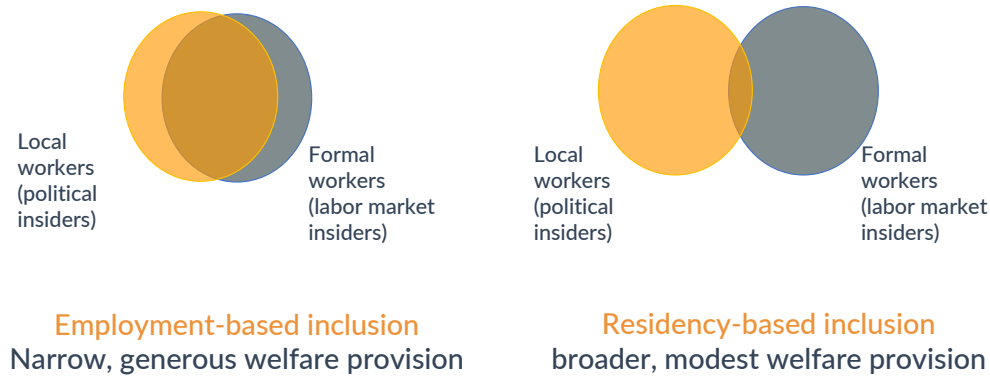 Local
workers
(political
insiders)
Formal
workers
(labor market
insiders)
Employment-based inclusion
Narrow, generous welfare provision
Local
workers
(political
insiders)
Formal
workers
(labor market
insiders)
Residency-based inclusion
broader, modest welfare provision